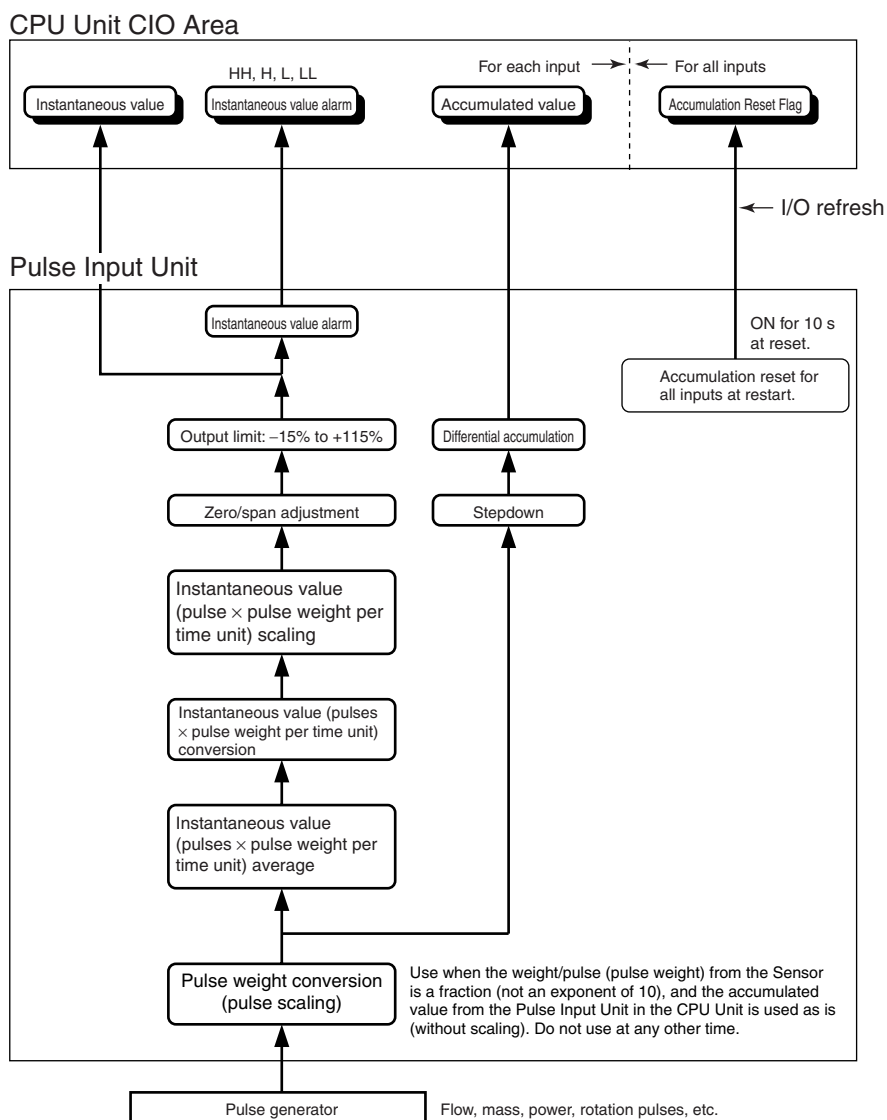 CPU Unit CIO Area
HH, H, L, LL
For each input
For all inputs
Instantaneous value
Instantaneous value alarm
Accumulated value
Accumulation Reset Flag
I/O refresh
Pulse Input Unit
Instantaneous value alarm
ON for 10 s
at reset.
Accumulation reset for
all inputs at restart.
Output limit: −15% to +115%
Differential accumulation
Zero/span adjustment
Stepdown
Instantaneous value
(pulse × pulse weight per
time unit) scaling
Instantaneous value (pulses
× pulse weight per time unit)
conversion
Instantaneous value
(pulses × pulse weight per
time unit) average
Pulse weight conversion
(pulse scaling)
Use when the weight/pulse (pulse weight) from the Sensor
is a fraction (not an exponent of 10), and the accumulated
value from the Pulse Input Unit in the CPU Unit is used as is
(without scaling). Do not use at any other time.
Pulse generator
Flow, mass, power, rotation pulses, etc.